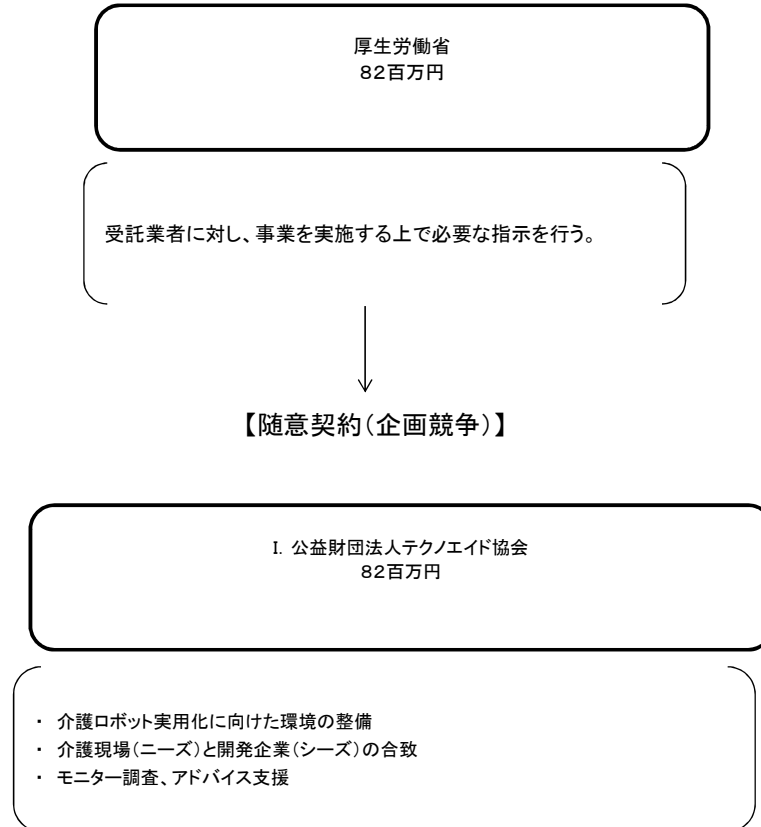 厚生労働省
82百万円
受託業者に対し、事業を実施する上で必要な指示を行う。
【随意契約(企画競争)】
I. 公益財団法人テクノエイド協会
82百万円
・ 介護ロボット実用化に向けた環境の整備
・ 介護現場(ニーズ)と開発企業(シーズ)の合致
・ モニター調査、アドバイス支援